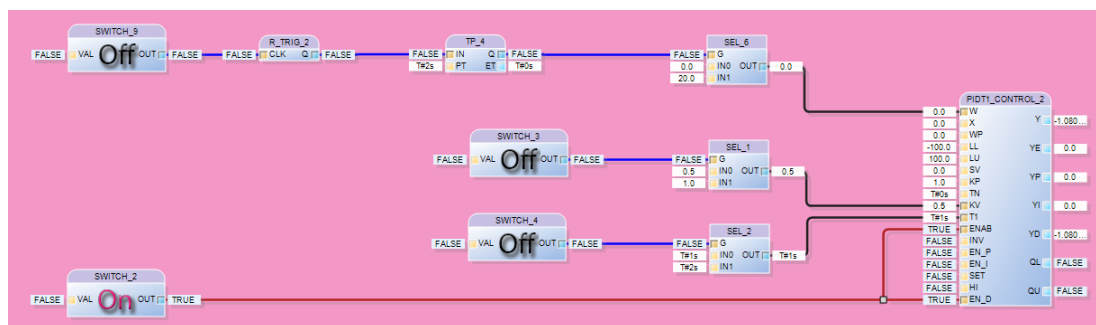 SWITCH_9
FALSE VAL Off OUT FALSE
R_TRIG_2
FALSE CLK Q FALSE
TP_4
FALSE IN Q FALSE
T#2s PT ET T#0s
SEL_6
FALSE G
0.0 IN0 OUT 0.0
20.0 IN1
SWITCH_3
FALSE VAL Off OUT FALSE
SEL_1
FALSE G
0.5 IN0 OUT 0.5
1.0 IN1
SWITCH_4
FALSE VAL Off OUT FALSE
SEL_2
FALSE G
T#1s IN0 OUT T#1s
T#2s IN1
SWITCH_2
FALSE VAL On OUT TRUE
PIDT1_CONTROL_2
0.0 W
Y -1.080...
0.0 X
0.0 WP
-100.0 LL
YE 0.0
100.0 LU
0.0 SV
1.0 KP
YP 0.0
T#0s TN
0.5 KV
YI 0.0
T#1s T1
TRUE ENAB
YD -1.080...
FALSE INV
FALSE EN_P
FALSE EN_I
QL FALSE
FALSE SET
FALSE HI
QU FALSE
TRUE EN_D